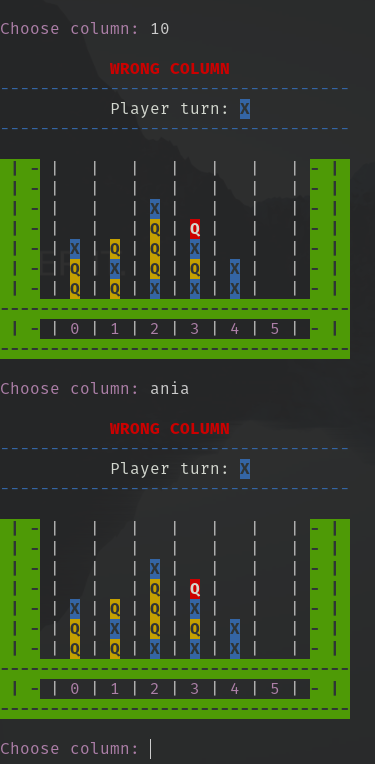 Choose column: 10
WRONG COLUMN
-----------------------------------
Player turn: X
-----------------------------------
 | - |   |   |   |   |   |   | - |
 | - |   |   |   |   |   |   | - |
 | - |   |   | X |   |   |   | - |
 | - |   |   | Q | Q |   |   | - |
 | - | X | Q | Q | X |   |   | - |
 | - | Q | X | Q | Q | X |   | - |
 | - | Q | Q | X | X | X |   | - |
-----------------------------------
 | - | 0 | 1 | 2 | 3 | 4 | 5 | - |
-----------------------------------
Choose column: ania
WRONG COLUMN
-----------------------------------
Player turn: X
-----------------------------------
 | - |   |   |   |   |   |   | - |
 | - |   |   |   |   |   |   | - |
 | - |   |   | X |   |   |   | - |
 | - |   |   | Q | Q |   |   | - |
 | - | X | Q | Q | X |   |   | - |
 | - | Q | X | Q | Q | X |   | - |
 | - | Q | Q | X | X | X |   | - |
-----------------------------------
 | - | 0 | 1 | 2 | 3 | 4 | 5 | - |
-----------------------------------
Choose column: